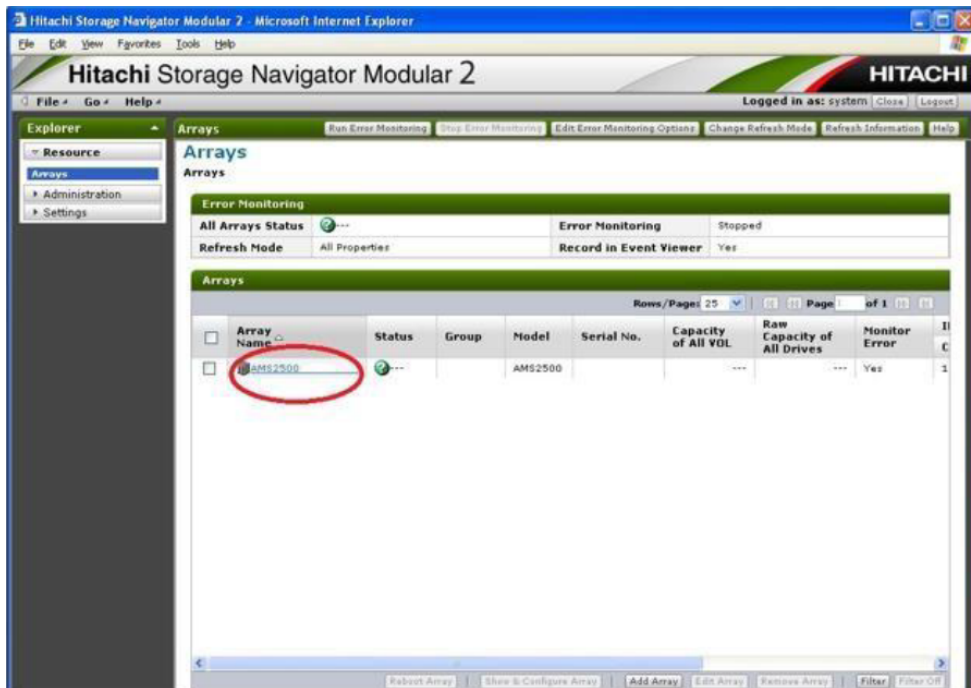 Hitachi Storage Navigator Modular 2 - Microsoft Internet Explorer
File Edit View Favorites Tools Help
Hitachi Storage Navigator Modular 2 HITACHI
File Go Help Logged in as: system Close Logout
Explorer Arrays Run Error Monitoring Stop Error Monitoring Edit Error Monitoring Options Change Refresh Mode Refresh Information Help
Resource
Arrays
Administration
Settings
Arrays
Arrays
Error Monitoring
All Arrays Status --- Error Monitoring Stopped
Refresh Mode All Properties Record in Event Viewer Yes
Arrays
Rows/Page: 25 Page of 1
Array Name Status Group Model Serial No. Capacity of All VOL Raw Capacity of All Drives Monitor Error
AMS2500 --- AMS2500 --- --- Yes 1
Reboot Array Show & Configure Array Add Array Edit Array Remove Array Filter Filter Off